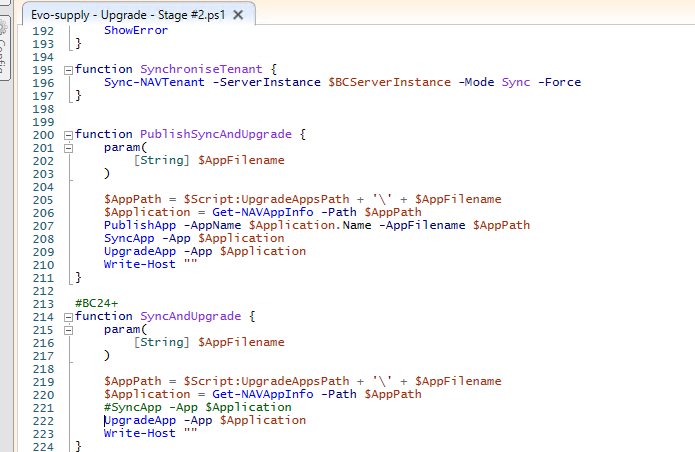 Evo-supply - Upgrade - Stage #2.ps1
Config
192 ShowError
193 }
194
195 function SynchroniseTenant {
196 Sync-NAVTenant -ServerInstance $BCServerInstance -Mode Sync -Force
197 }
198
199
200 function PublishSyncAndUpgrade {
201 param(
202 [String] $AppFilename
203 )
204
205 $AppPath = $Script:UpgradeAppsPath + '\' + $AppFilename
206 $Application = Get-NAVAppInfo -Path $AppPath
207 PublishApp -AppName $Application.Name -AppFilename $AppPath
208 SyncApp -App $Application
209 UpgradeApp -App $Application
210 Write-Host ""
211 }
212
213 #BC24+
214 function SyncAndUpgrade {
215 param(
216 [String] $AppFilename
217 )
218
219 $AppPath = $Script:UpgradeAppsPath + '\' + $AppFilename
220 $Application = Get-NAVAppInfo -Path $AppPath
221 #SyncApp -App $Application
222 UpgradeApp -App $Application
223 Write-Host ""
224 }